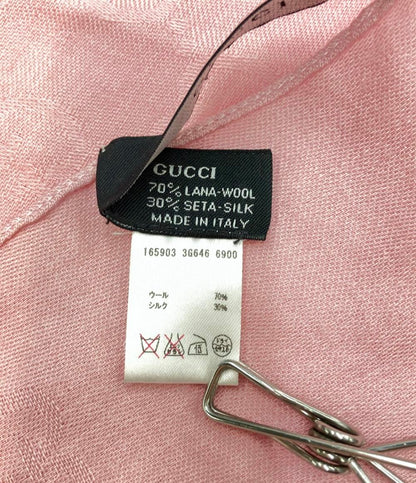 GUCCI
70% LANA-WOOL
30% SETA-SILK
MADE IN ITALY
165903 3G646 6900
ウール 70%
シルク 30%